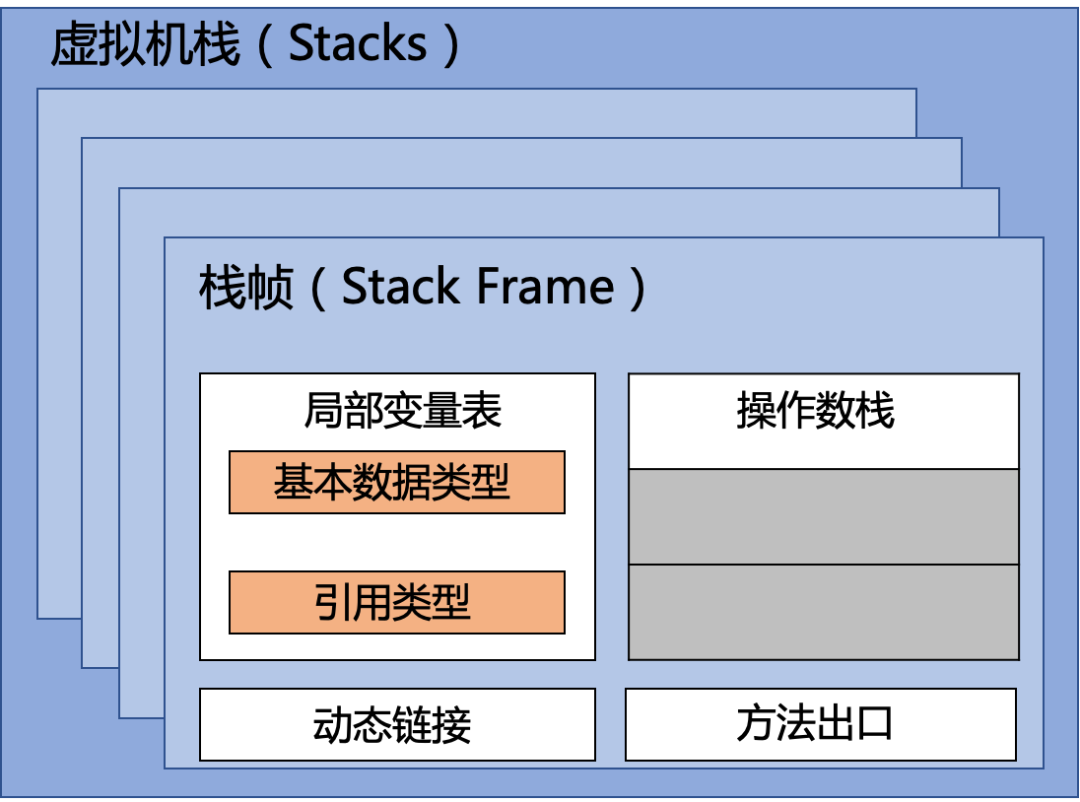 虚拟机栈（Stacks）
栈帧（Stack Frame）
局部变量表
基本数据类型
引用类型
操作数栈
动态链接
方法出口